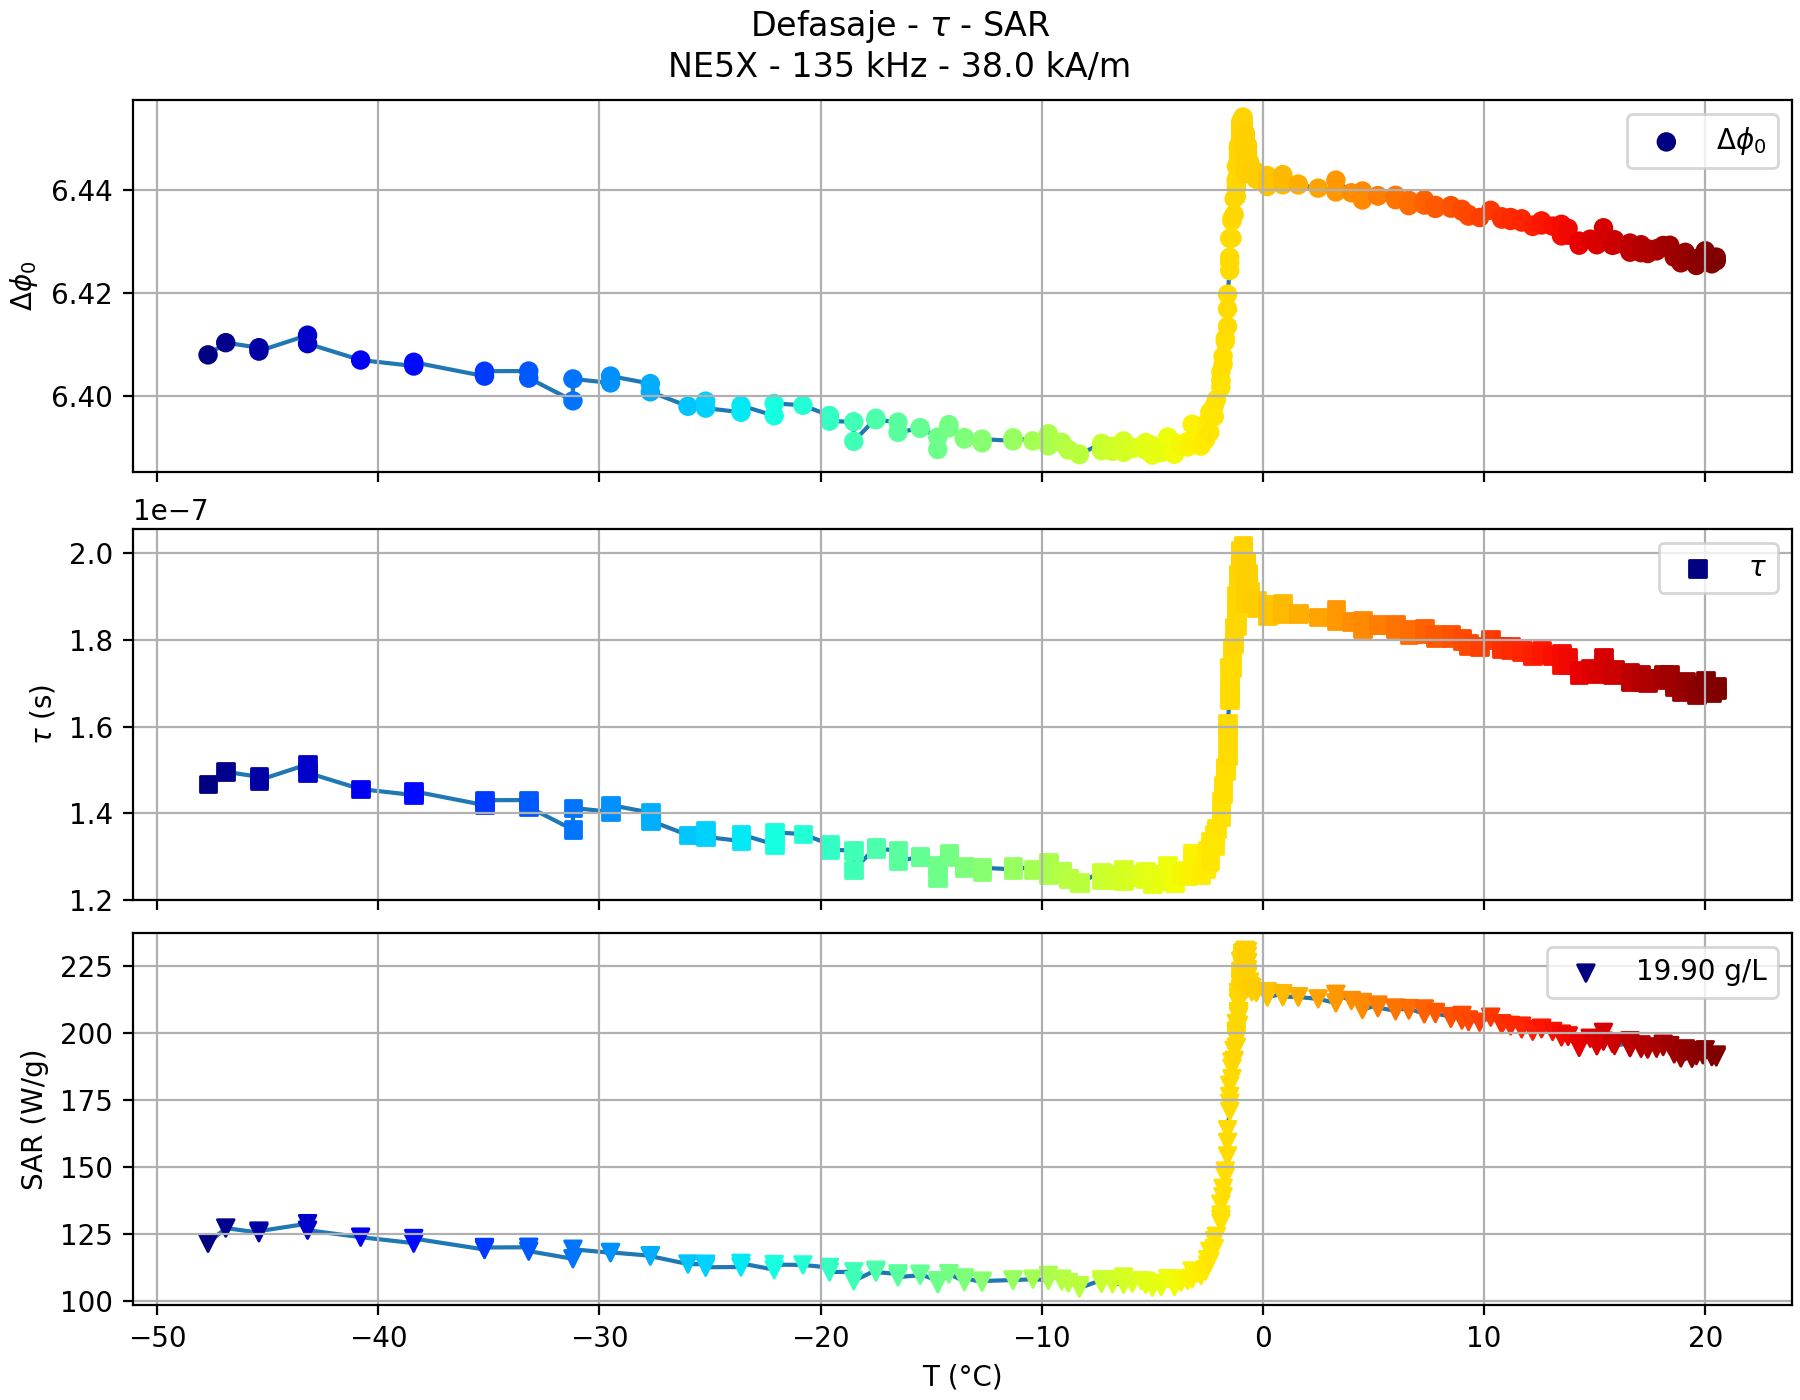 Defasaje - τ - SAR
NE5X - 135 kHz - 38.0 kA/m
Δϕ₀
6.44
6.42
6.40
Δϕ₀
1e−7
τ
2.0
1.8
1.6
1.4
1.2
τ (s)
19.90 g/L
225
200
175
150
125
100
SAR (W/g)
−50 −40 −30 −20 −10 0 10 20
T (°C)